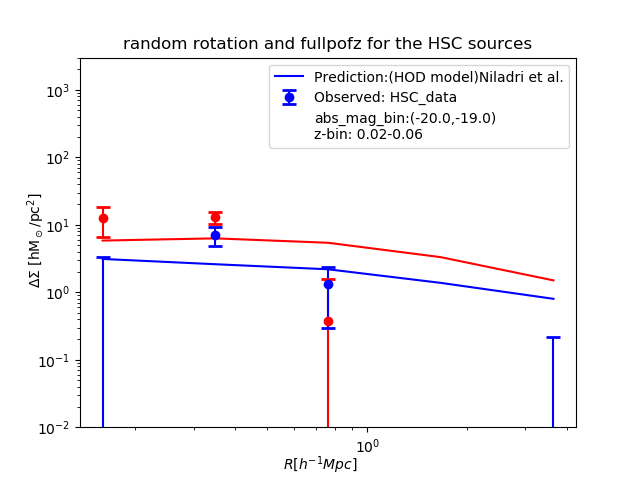 random rotation and fullpofz for the HSC sources
Prediction:(HOD model)Niladri et al.
Observed: HSC_data
abs_mag_bin:(-20.0,-19.0)
z-bin: 0.02-0.06
10³
10²
10¹
10⁰
10⁻¹
10⁻²
ΔΣ [hM⊙/pc²]
10⁰
R[h⁻¹Mpc]